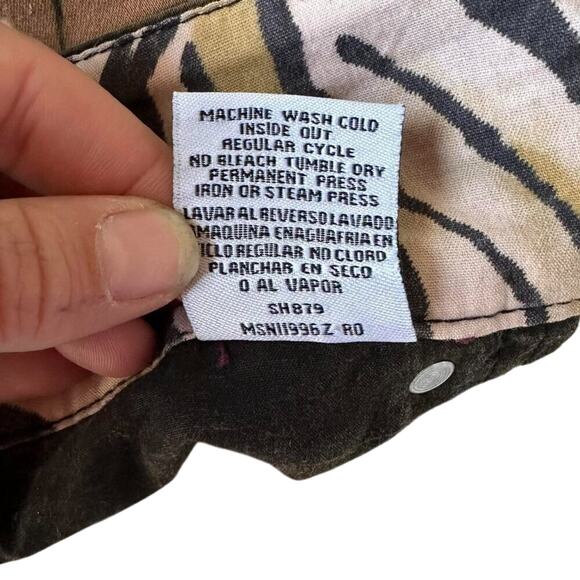 MACHINE WASH COLD
INSIDE OUT
REGULAR CYCLE
NO BLEACH TUMBLE DRY
PERMANENT PRESS
IRON OR STEAM PRESS
LAVAR AL REVERSO LAVADO
AMAQUINA ENAGUAFRIA EN
CICLO REGULAR NO CLORO
PLANCHAR EN SECO
O AL VAPOR
SH879
MSN11996Z RO